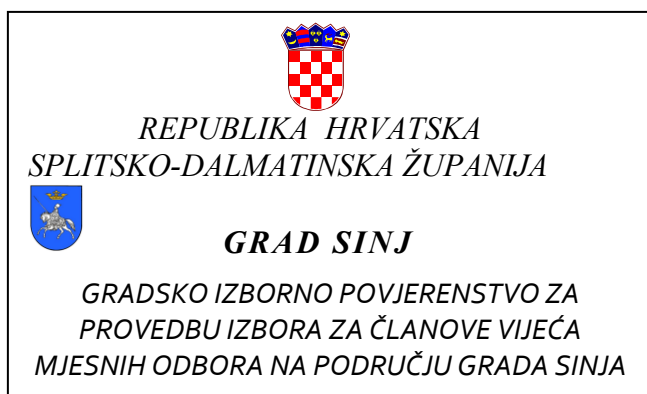 REPUBLIKA HRVATSKA
SPLITSKO-DALMATINSKA ŽUPANIJA
GRAD SINJ
GRADSKO IZBORNO POVJERENSTVO ZA
PROVEDBU IZBORA ZA ČLANOVE VIJEĆA
MJESNIH ODBORA NA PODRUČJU GRADA SINJA